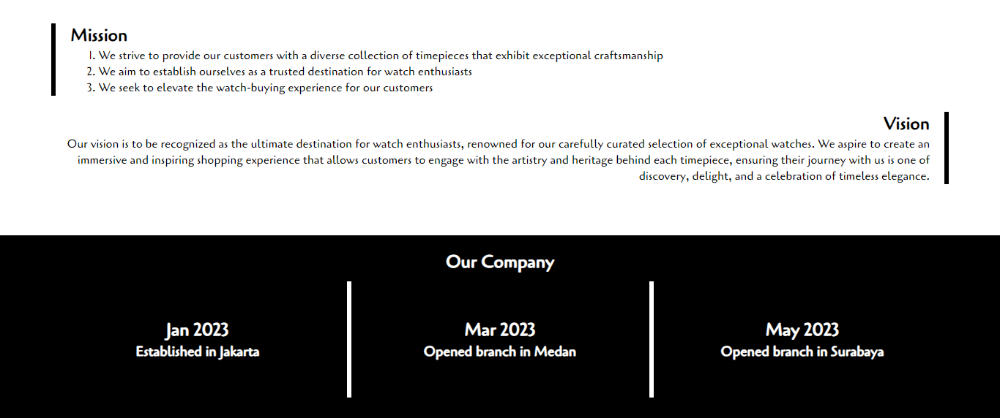 Mission
1. We strive to provide our customers with a diverse collection of timepieces that exhibit exceptional craftsmanship
2. We aim to establish ourselves as a trusted destination for watch enthusiasts
3. We seek to elevate the watch-buying experience for our customers
Vision
Our vision is to be recognized as the ultimate destination for watch enthusiasts, renowned for our carefully curated selection of exceptional watches. We aspire to create an
immersive and inspiring shopping experience that allows customers to engage with the artistry and heritage behind each timepiece, ensuring their journey with us is one of
discovery, delight, and a celebration of timeless elegance.
Our Company
Jan 2023
Established in Jakarta
Mar 2023
Opened branch in Medan
May 2023
Opened branch in Surabaya